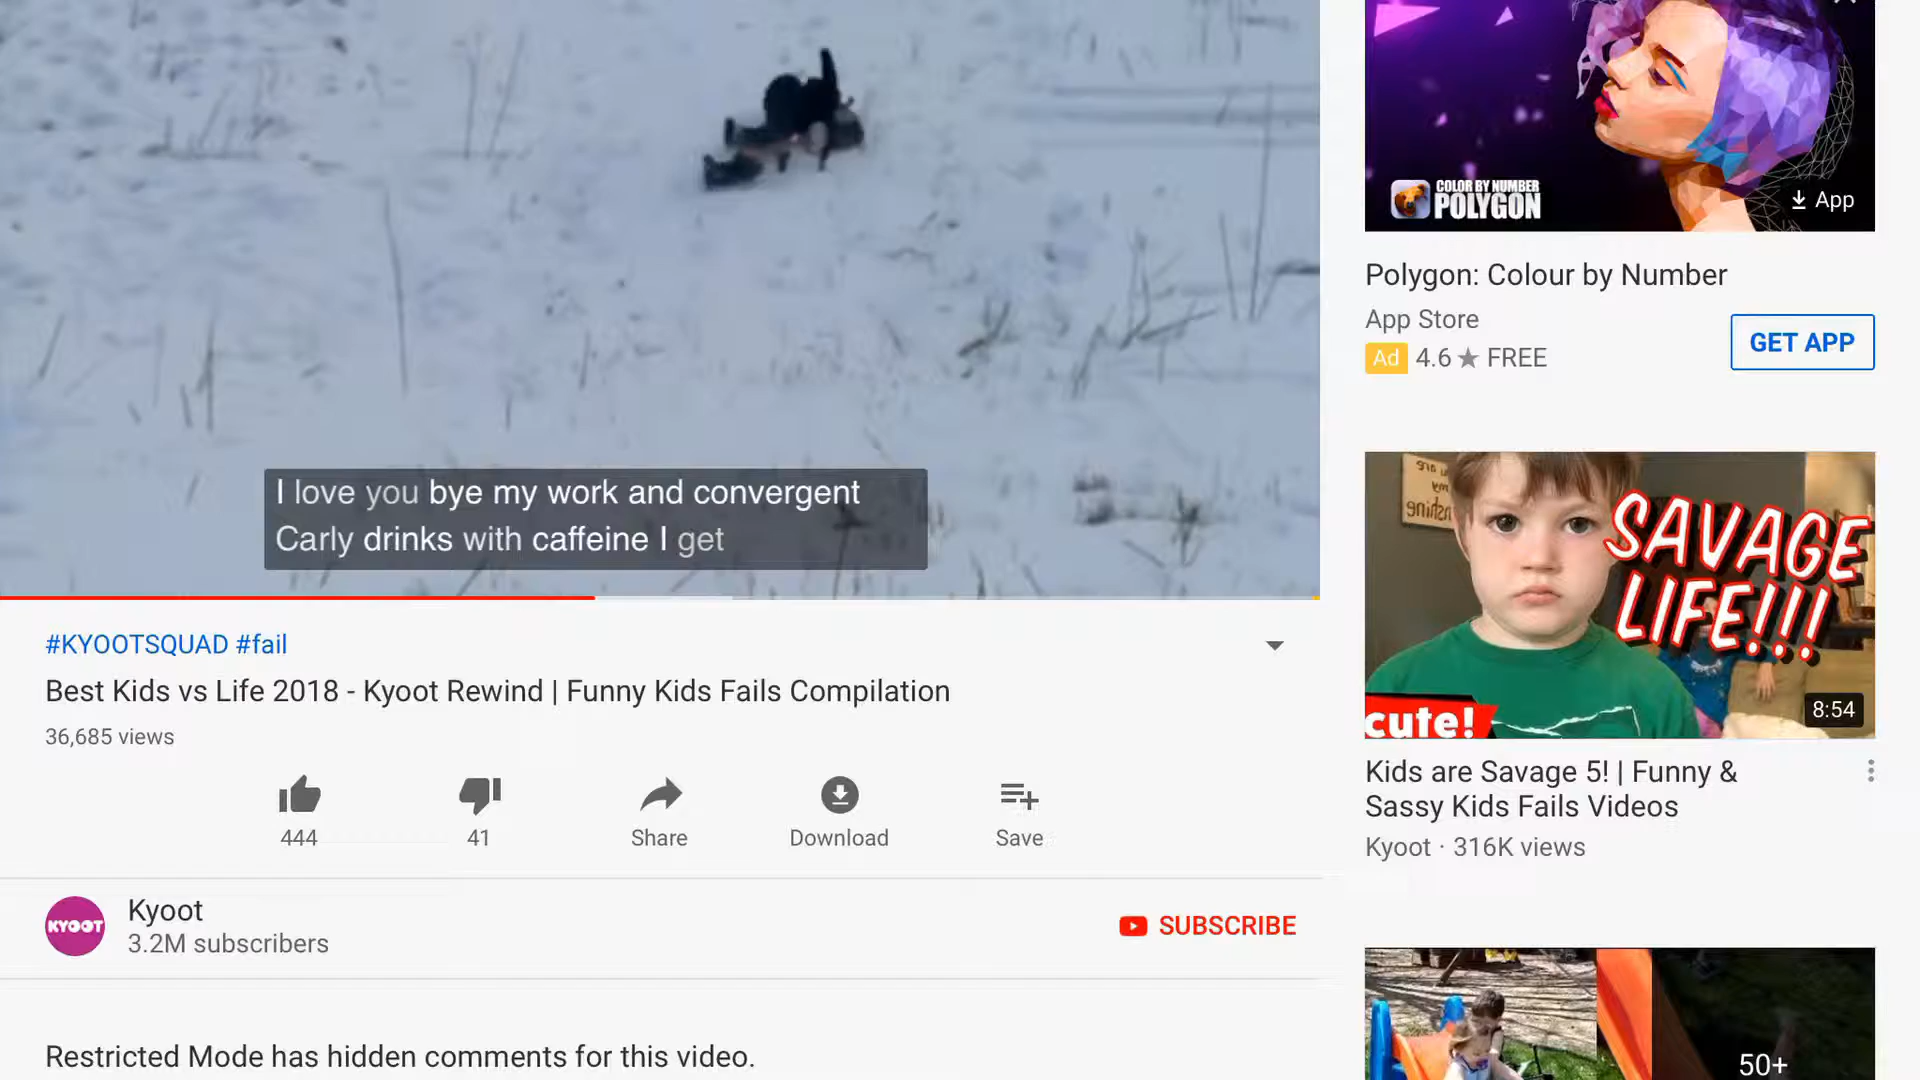 I love you bye my work and convergent
Carly drinks with caffeine I get
#KYOOTSQUAD #fail
Best Kids vs Life 2018 - Kyoot Rewind | Funny Kids Fails Compilation
36,685 views
444
41
Share
Download
Save
KYOOT
Kyoot
3.2M subscribers
SUBSCRIBE
Restricted Mode has hidden comments for this video.
COLOR BY NUMBER
POLYGON
App
Polygon: Colour by Number
App Store
Ad 4.6 ★ FREE
GET APP
SAVAGE
LIFE!!!
cute!
8:54
Kids are Savage 5! | Funny &
Sassy Kids Fails Videos
Kyoot · 316K views
50+